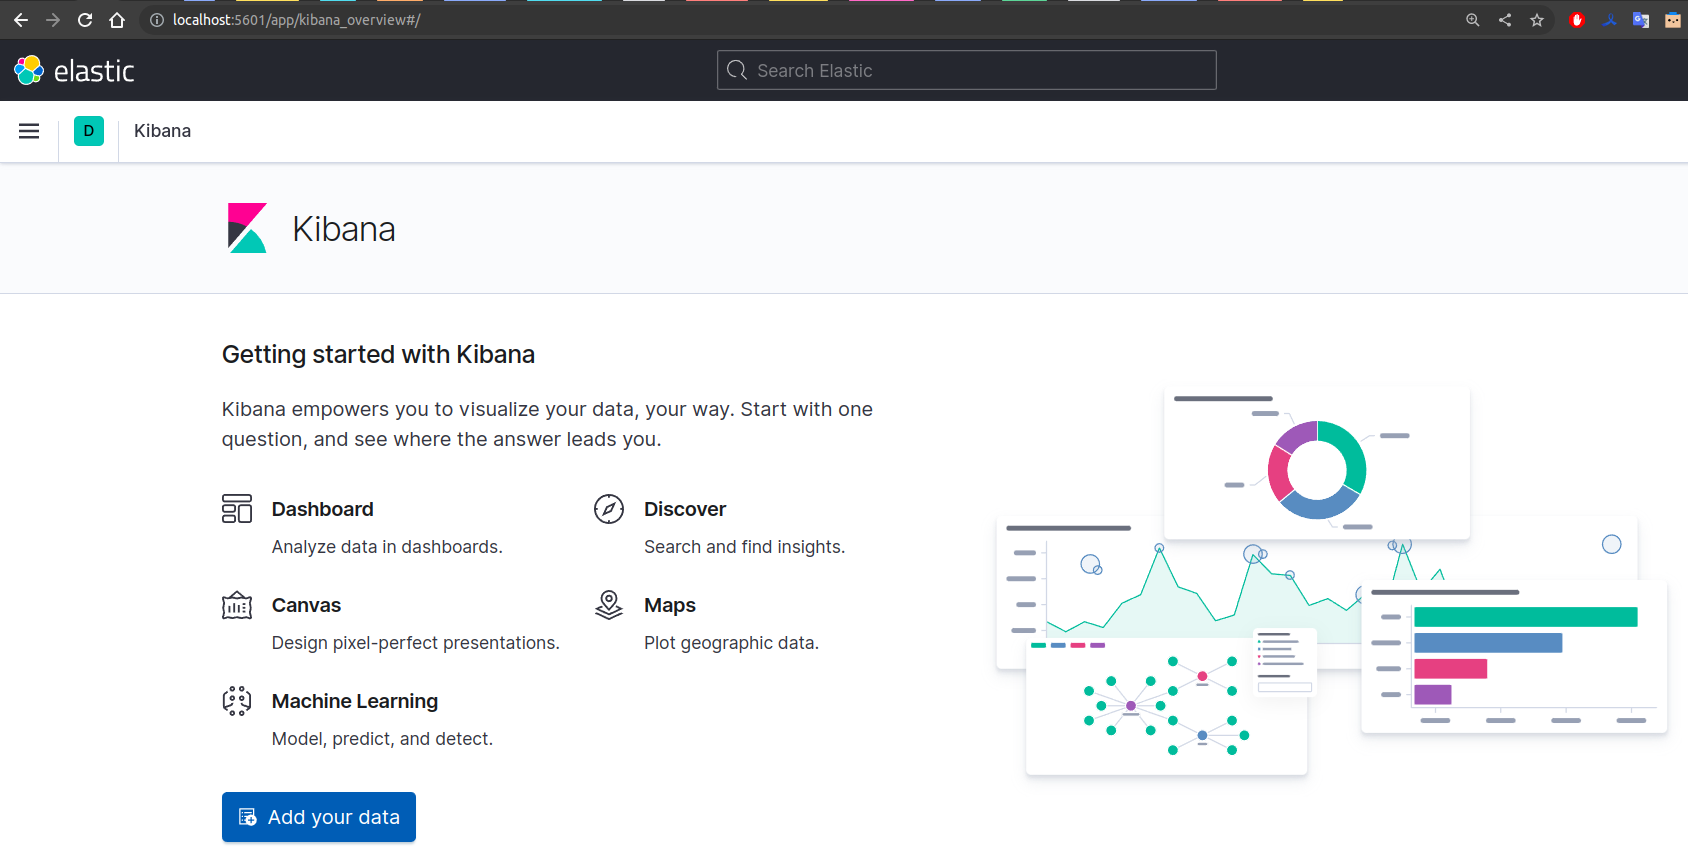 localhost:5601/app/kibana_overview#/
elastic
Search Elastic
D
Kibana
Kibana
Getting started with Kibana
Kibana empowers you to visualize your data, your way. Start with one
question, and see where the answer leads you.
Dashboard
Analyze data in dashboards.
Discover
Search and find insights.
Canvas
Design pixel-perfect presentations.
Maps
Plot geographic data.
Machine Learning
Model, predict, and detect.
Add your data